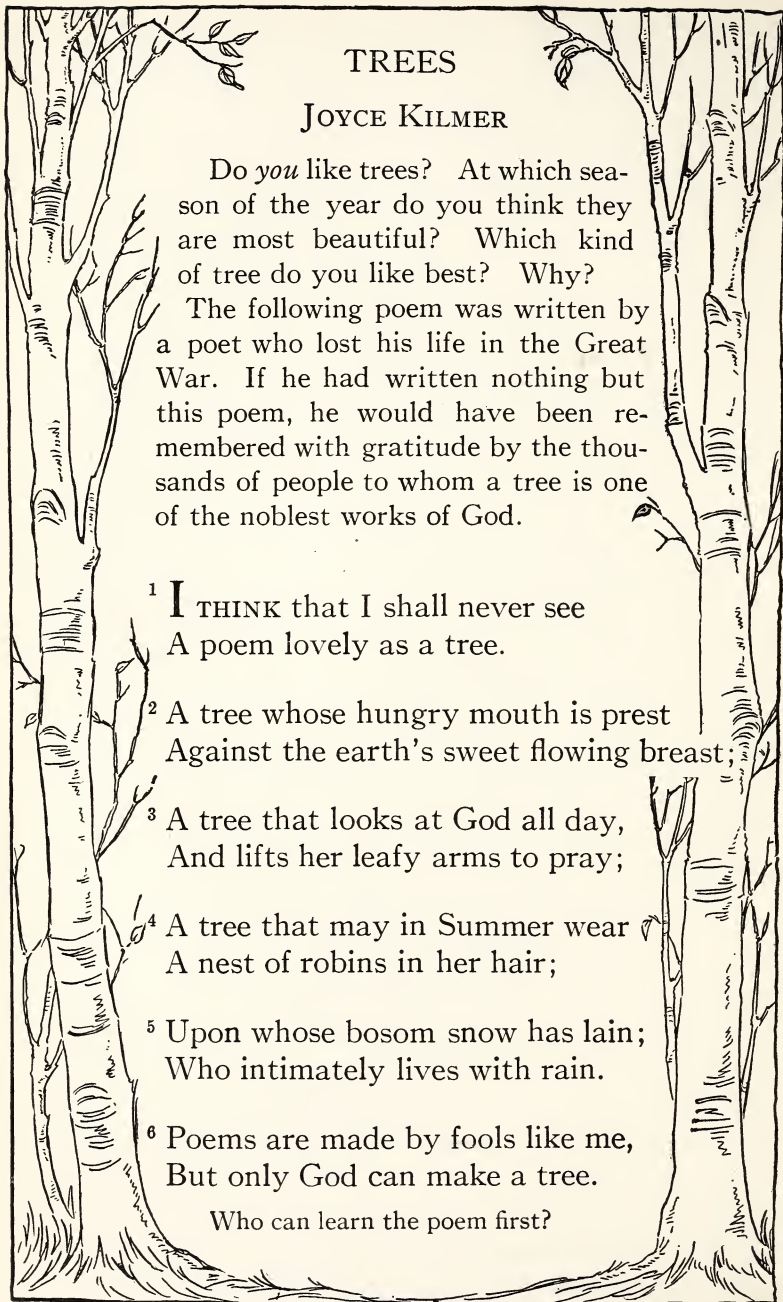 TREES
JOYCE KILMER
Do you like trees? At which sea-
son of the year do you think they
are most beautiful? Which kind
of tree do you like best? Why?
The following poem was written by
a poet who lost his life in the Great
War. If he had written nothing but
this poem, he would have been re-
membered with gratitude by the thou-
sands of people to whom a tree is one
of the noblest works of God.
1 I THINK that I shall never see
A poem lovely as a tree.
2 A tree whose hungry mouth is prest
Against the earth's sweet flowing breast;
3 A tree that looks at God all day,
And lifts her leafy arms to pray;
4 A tree that may in Summer wear
A nest of robins in her hair;
5 Upon whose bosom snow has lain;
Who intimately lives with rain.
6 Poems are made by fools like me,
But only God can make a tree.
Who can learn the poem first?